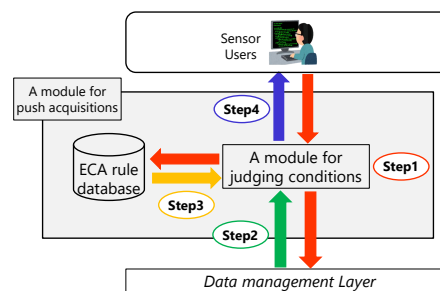 Sensor
Users
A module for
push acquisitions
Step4
A module for
judging conditions
Step1
ECA rule
database
Step3
Step2
Data management Layer